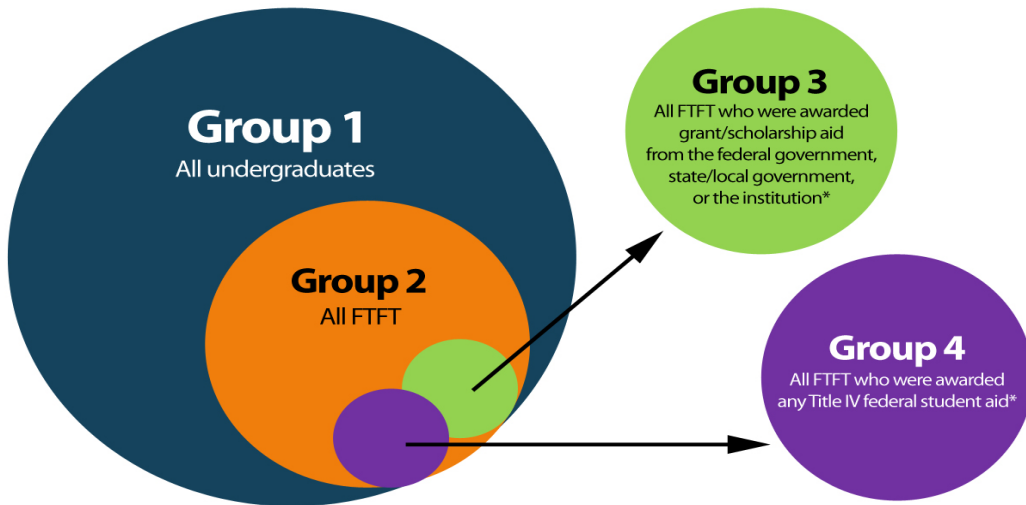 Group 1
All undergraduates
Group 2
All FTFT
Group 3
All FTFT who were awarded
grant/scholarship aid
from the federal government,
state/local government,
or the institution*
Group 4
All FTFT who were awarded
any Title IV federal student aid*